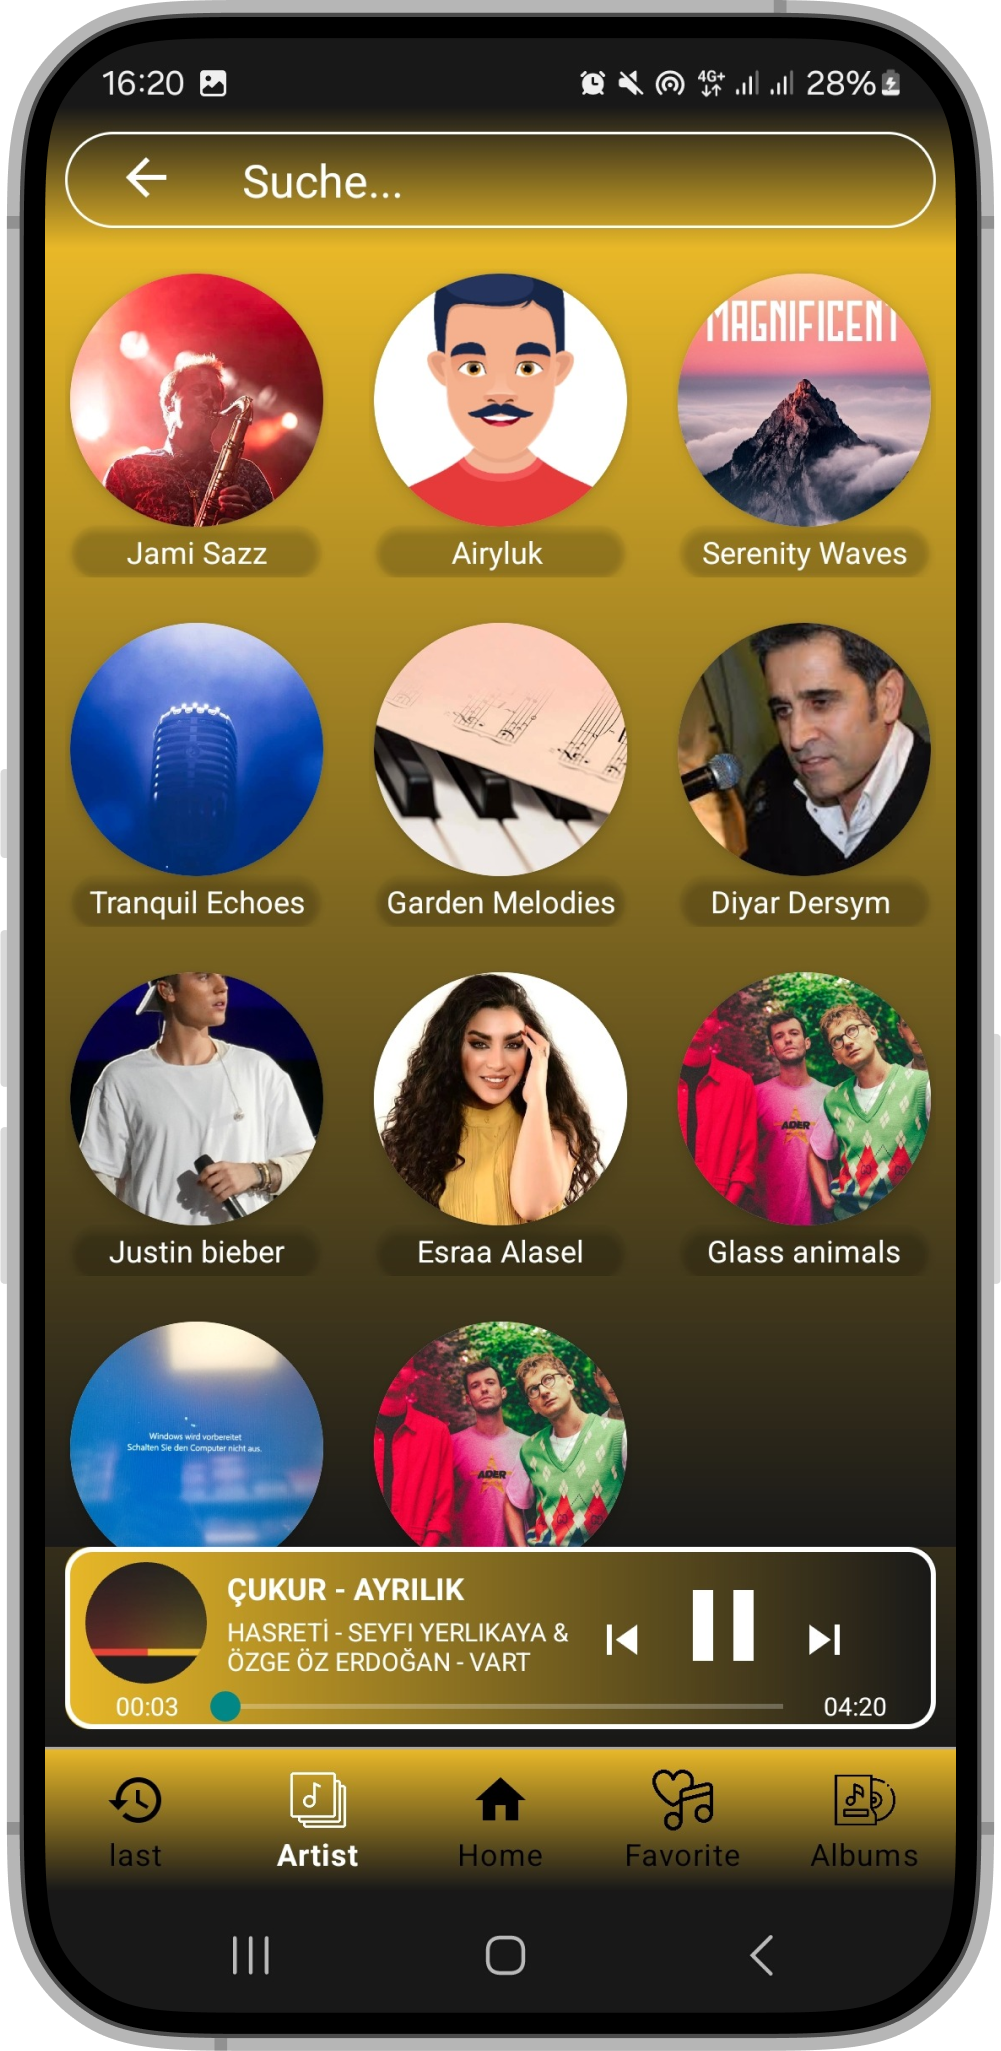 16:20
4G+
28%
Suche...
MAGNIFICENT
Jami Sazz
Airyluk
Serenity Waves
Tranquil Echoes
Garden Melodies
Diyar Dersym
ADER
Justin bieber
Esraa Alasel
Glass animals
Windows wird vorbereitet
Schalten Sie den Computer nicht aus.
ADER
ÇUKUR - AYRILIK
HASRETİ - SEYFI YERLIKAYA &
ÖZGE ÖZ ERDOĞAN - VART
00:03
04:20
last
Artist
Home
Favorite
Albums